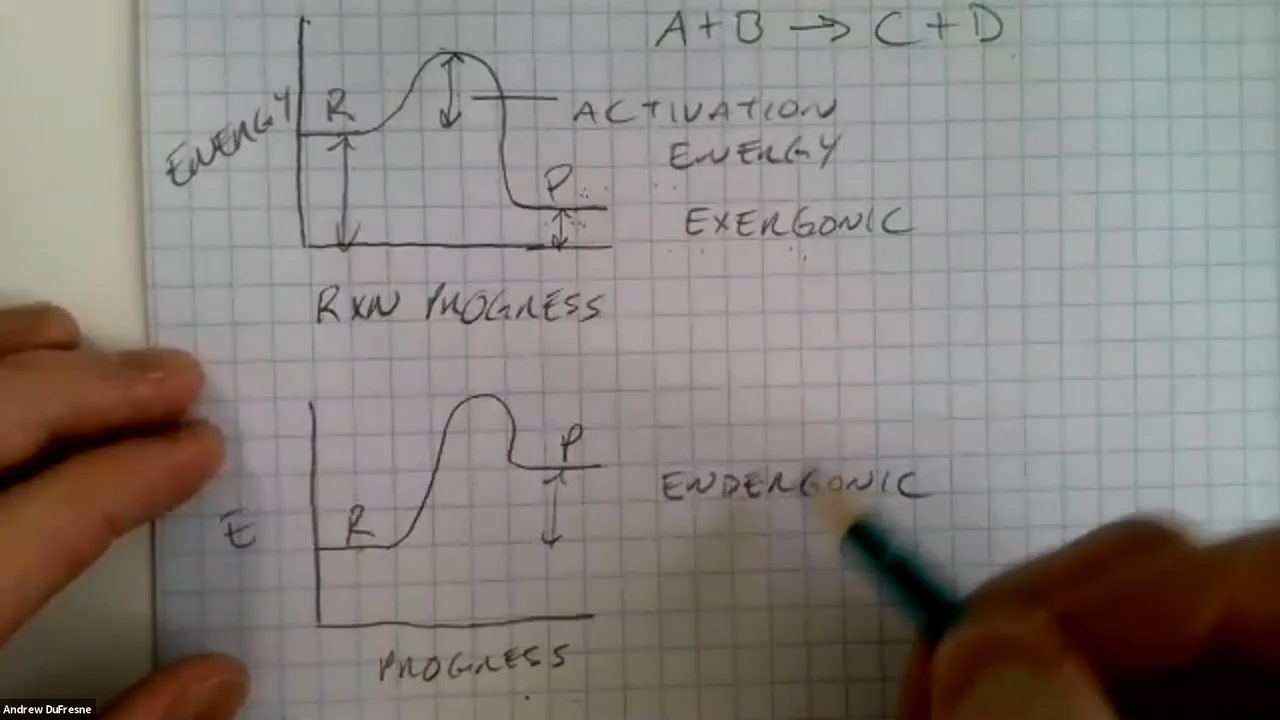 A + B → C + D
ENERGY
R
ACTIVATION
ENERGY
P
EXERGONIC
RXN PROGRESS
P
ENDERGONIC
R
E
PROGRESS
Andrew DuFresne